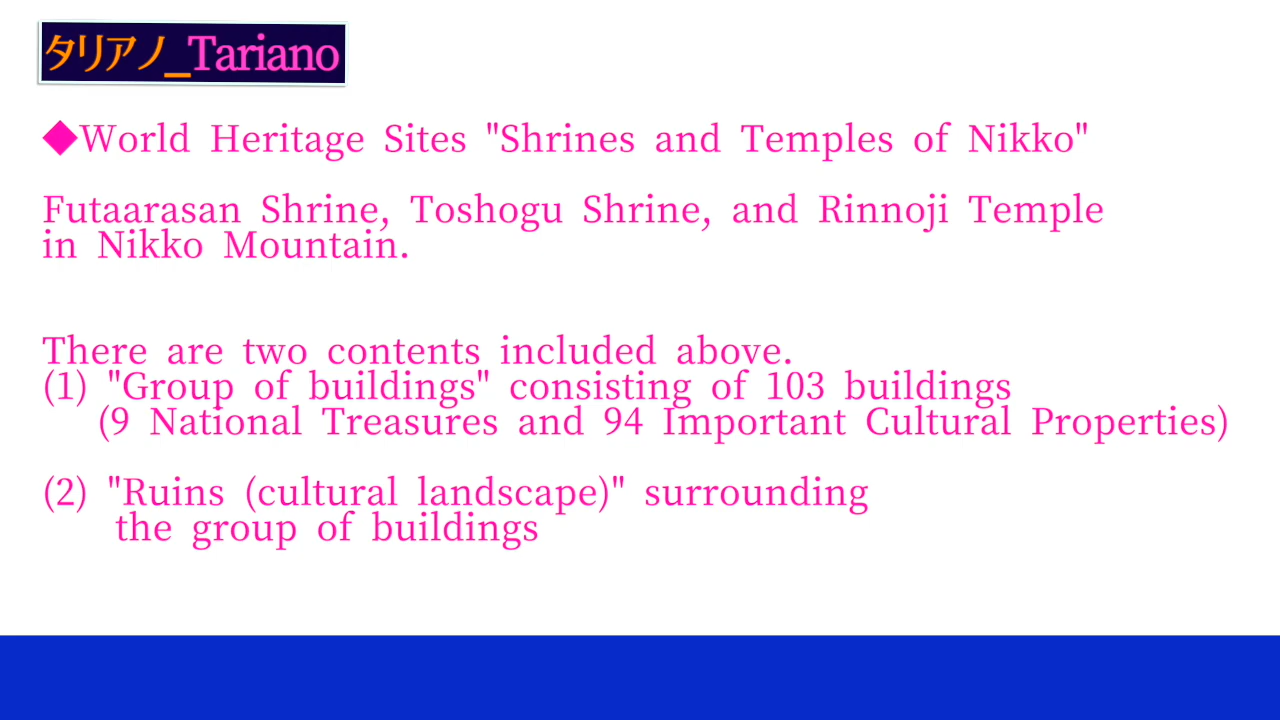 タリアノ_Tariano
◆World Heritage Sites "Shrines and Temples of Nikko"
Futaarasan Shrine, Toshogu Shrine, and Rinnoji Temple
in Nikko Mountain.
There are two contents included above.
(1) "Group of buildings" consisting of 103 buildings
(9 National Treasures and 94 Important Cultural Properties)
(2) "Ruins (cultural landscape)" surrounding
the group of buildings